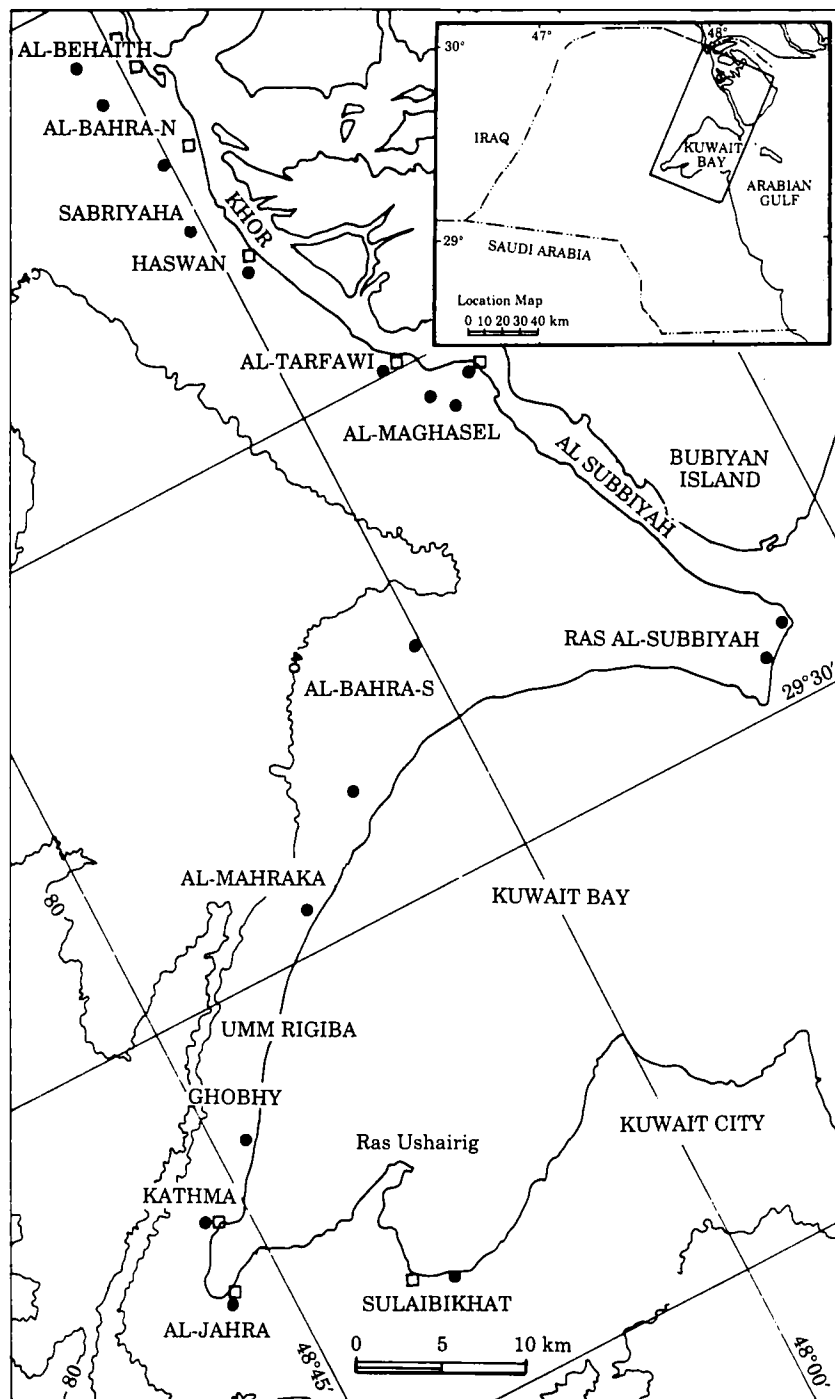 AL-BEHAITH
AL-BAHRA-N
SABRIYAHA
HASWAN
KHOR
AL-TARFAWI
AL-MAGHASEL
AL SUBBIYAH
BUBIYAN
ISLAND
RAS AL-SUBBIYAH
29°30′
40
AL-BAHRA-S
AL-MAHRAKA
KUWAIT BAY
80
UMM RIGIBA
GHOBHY
Ras Ushairig
KUWAIT CITY
KATHMA
SULAIBIKHAT
AL-JAHRA
0 5 10 km
80
48°45′
48°00′
30°
47°
48°
IRAQ
KUWAIT
BAY
ARABIAN
GULF
29°
SAUDI ARABIA
Location Map
0 10 20 30 40 km